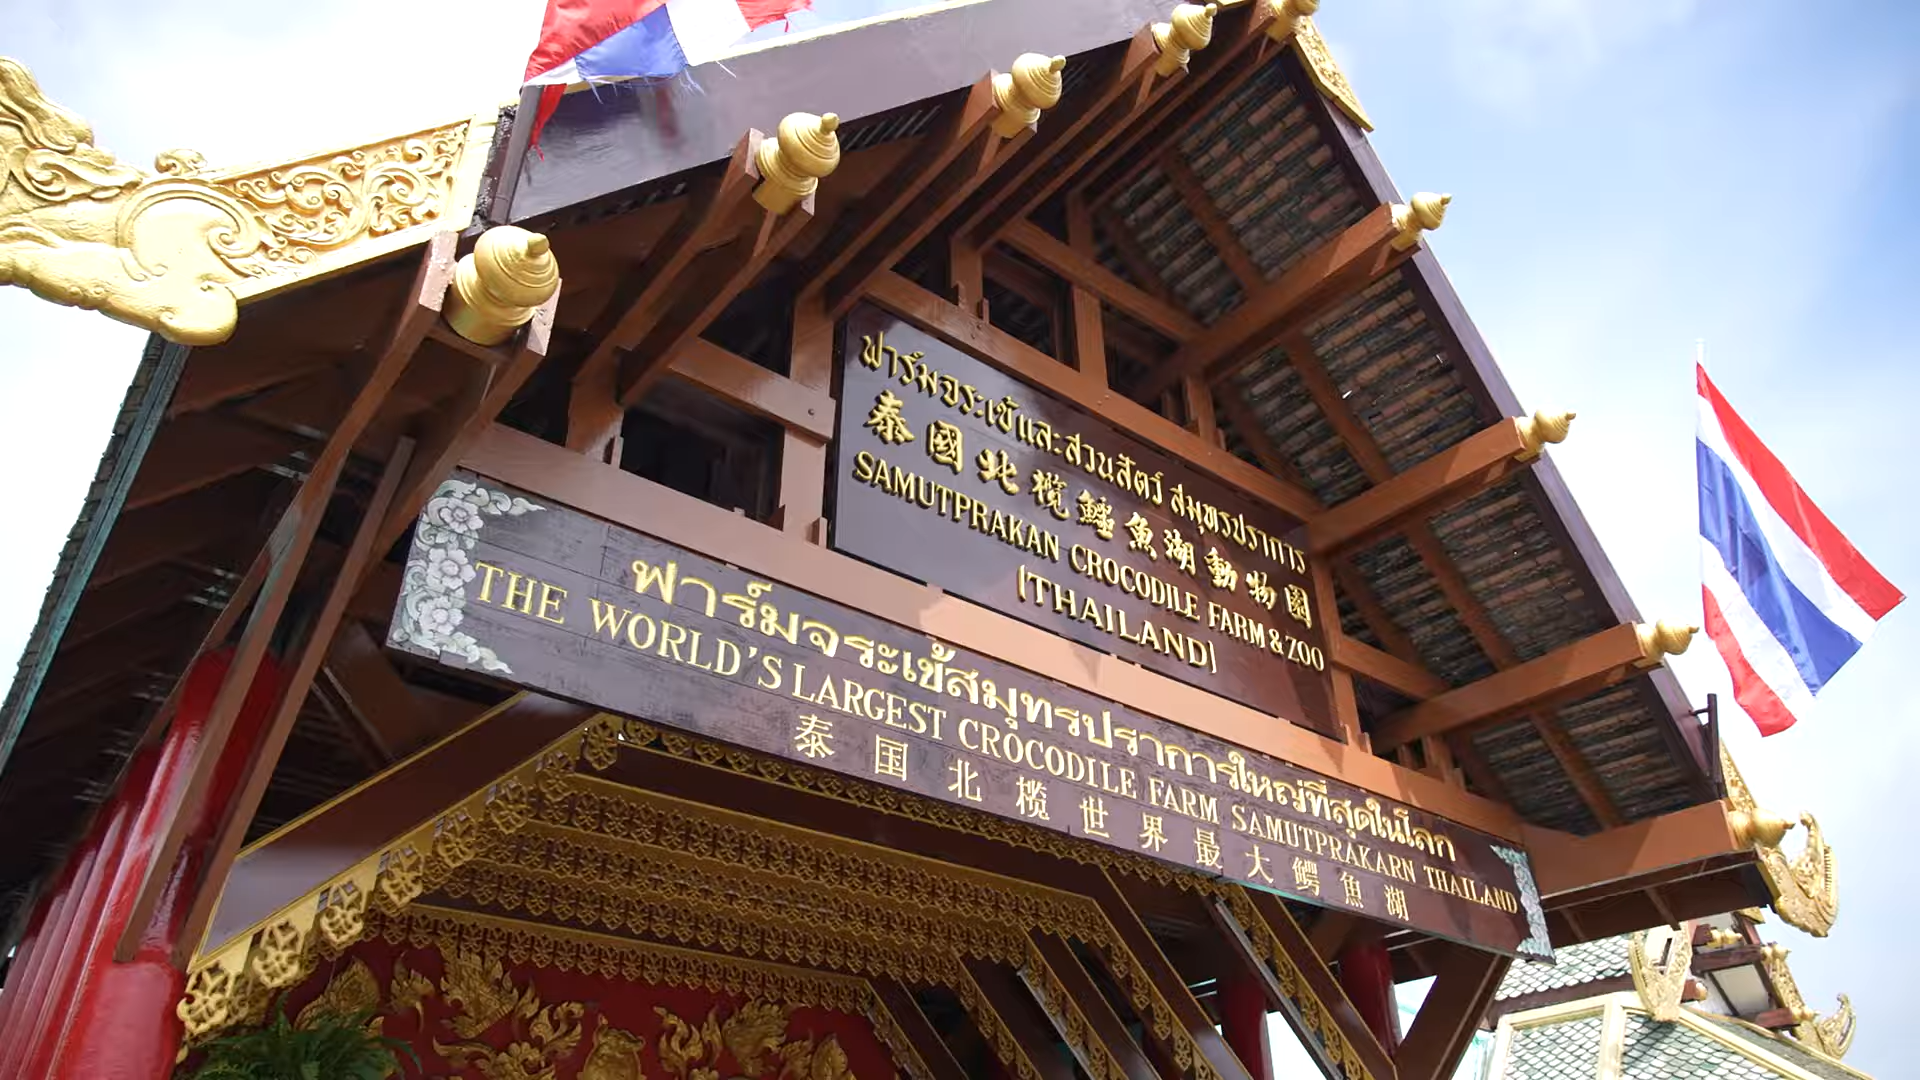 ฟาร์มจระเข้และสวนสัตว์ สมุทรปราการ
泰國北榄鱷魚湖動物園
SAMUTPRAKAN CROCODILE FARM & ZOO
(THAILAND)
ฟาร์มจระเข้สมุทรปราการใหญ่ที่สุดในโลก
THE WORLD'S LARGEST CROCODILE FARM SAMUTPRAKARN THAILAND
泰国北榄世界最大鳄魚湖